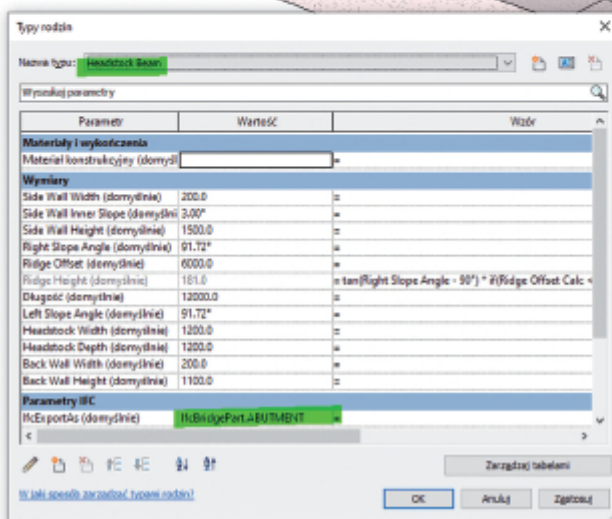 Typy rodzin
Nazwa typu: Headstock Beam
Wyszukaj parametry
Parametr Wartość Wzór
Materiały i wykończenia
Materiał konstrukcyjny (domyśl =
Wymiary
Side Wall Width (domyślnie) 200.0 =
Side Wall Inner Slope (domyślni 3.00° =
Side Wall Height (domyślnie) 1500.0 =
Right Slope Angle (domyślnie) 91.72° =
Ridge Offset (domyślnie) 6000.0 =
Ridge Height (domyślnie) 181.0 = tan(Right Slope Angle - 90°) * if(Ridge Offset Calc <
Długość (domyślnie) 12000.0 =
Left Slope Angle (domyślnie) 91.72° =
Headstock Width (domyślnie) 1200.0 =
Headstock Depth (domyślnie) 1200.0 =
Back Wall Width (domyślnie) 200.0 =
Back Wall Height (domyślnie) 1100.0 =
Parametry IFC
IfcExportAs (domyślnie) IfcBridgePart.ABUTMENT =
Zarządzaj tabelami
W jaki sposób zarządzać typami rodzin?
OK Anuluj Zastosuj